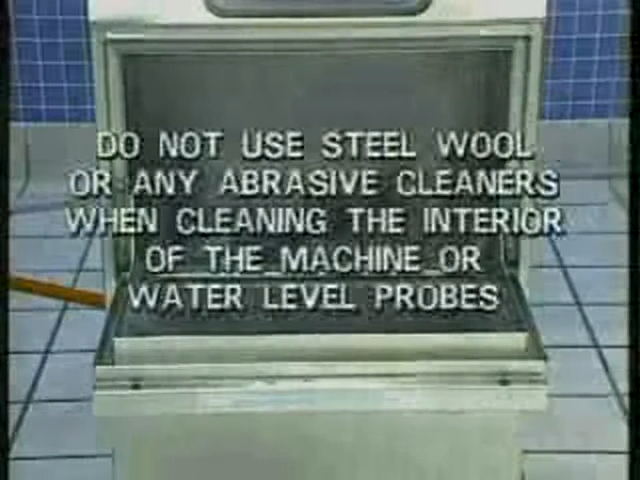 DO NOT USE STEEL WOOL
OR ANY ABRASIVE CLEANERS
WHEN CLEANING THE INTERIOR
OF THE MACHINE OR
WATER LEVEL PROBES